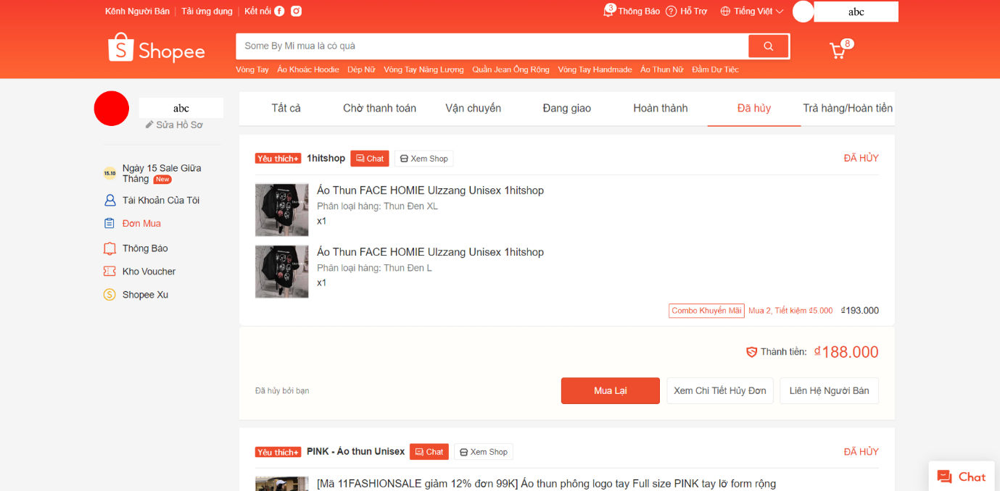 Kênh Người Bán Tải ứng dụng Kết nối 3 Thông Báo Hỗ Trợ Tiếng Việt abc
Shopee Some By Mi mua là có quà 8
Vòng Tay Áo Khoác Hoodie Dép Nữ Vòng Tay Năng Lượng Quần Jean Ống Rộng Vòng Tay Handmade Áo Thun Nữ Đầm Dự Tiệc
abc
Sửa Hồ Sơ
15.10 Ngày 15 Sale Giữa
Tháng New
Tài Khoản Của Tôi
Đơn Mua
Thông Báo
Kho Voucher
Shopee Xu
Tất cả Chờ thanh toán Vận chuyển Đang giao Hoàn thành Đã hủy Trả hàng/Hoàn tiền
Yêu thích+ 1hitshop Chat Xem Shop ĐÃ HỦY
Áo Thun FACE HOMIE Ulzzang Unisex 1hitshop
Phân loại hàng: Thun Đen XL
x1
Áo Thun FACE HOMIE Ulzzang Unisex 1hitshop
Phân loại hàng: Thun Đen L
x1
Combo Khuyến Mãi Mua 2, Tiết kiệm ₫5.000 ₫193.000
Thành tiền: ₫188.000
Đã hủy bởi bạn Mua Lại Xem Chi Tiết Hủy Đơn Liên Hệ Người Bán
Yêu thích+ PINK - Áo thun Unisex Chat Xem Shop ĐÃ HỦY
[Mã 11FASHIONSALE giảm 12% đơn 99K] Áo thun phông logo tay Full size PINK tay lỡ form rộng
Chat